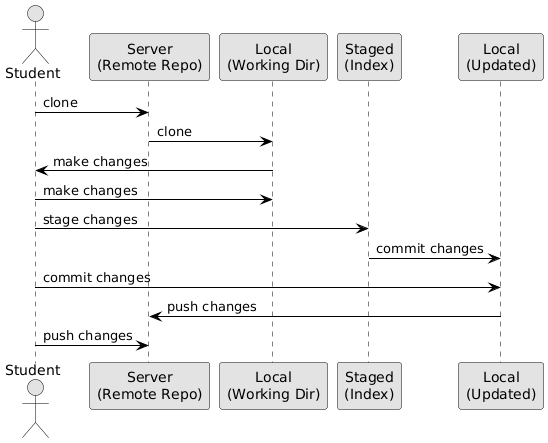 Student
Server
(Remote Repo)
Local
(Working Dir)
Staged
(Index)
Local
(Updated)
clone
clone
make changes
make changes
stage changes
commit changes
commit changes
push changes
push changes
Student
Server
(Remote Repo)
Local
(Working Dir)
Staged
(Index)
Local
(Updated)